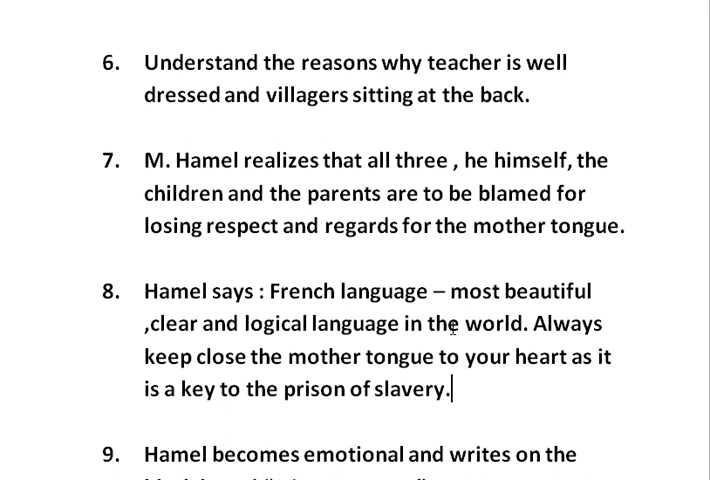 6. Understand the reasons why teacher is well
dressed and villagers sitting at the back.
7. M. Hamel realizes that all three , he himself, the
children and the parents are to be blamed for
losing respect and regards for the mother tongue.
8. Hamel says : French language – most beautiful
,clear and logical language in the world. Always
keep close the mother tongue to your heart as it
is a key to the prison of slavery.
9. Hamel becomes emotional and writes on the